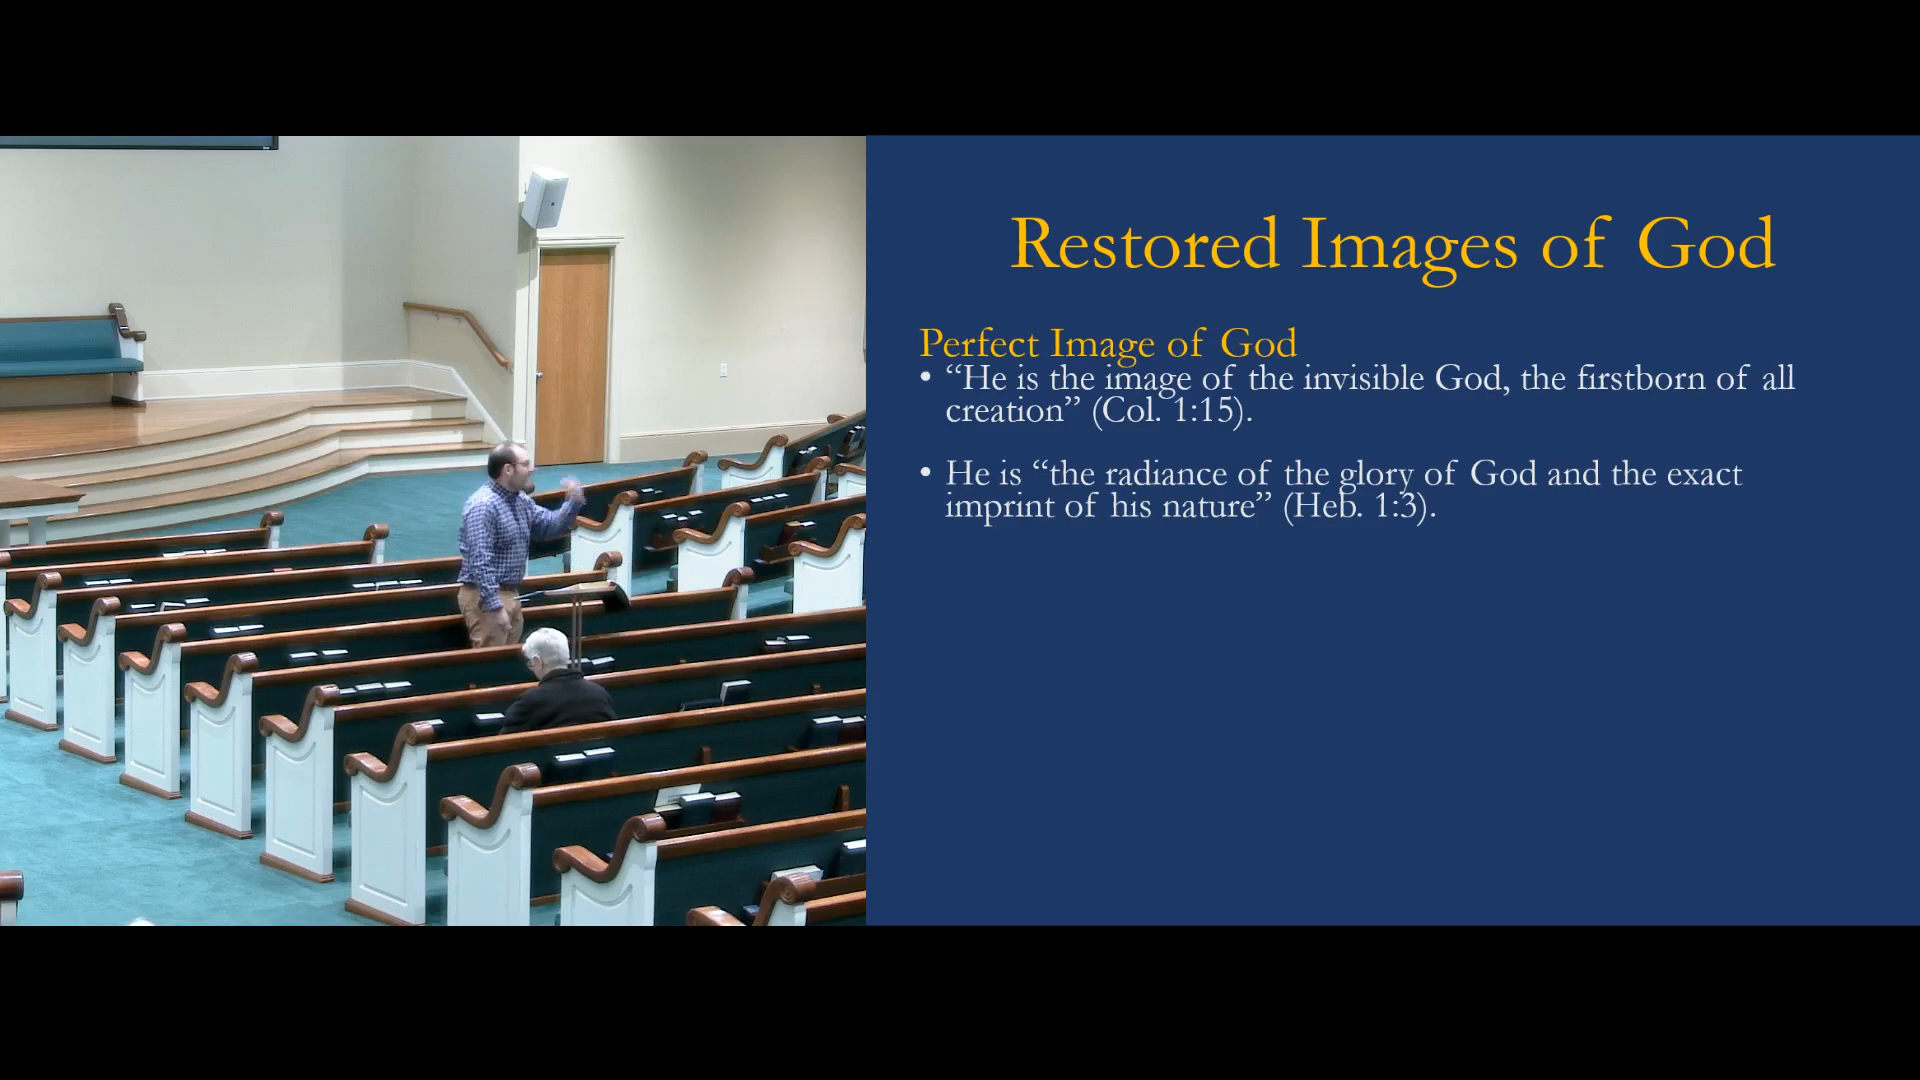 Restored Images of God
Perfect Image of God
• “He is the image of the invisible God, the firstborn of all
creation” (Col. 1:15).
• He is “the radiance of the glory of God and the exact
imprint of his nature” (Heb. 1:3).